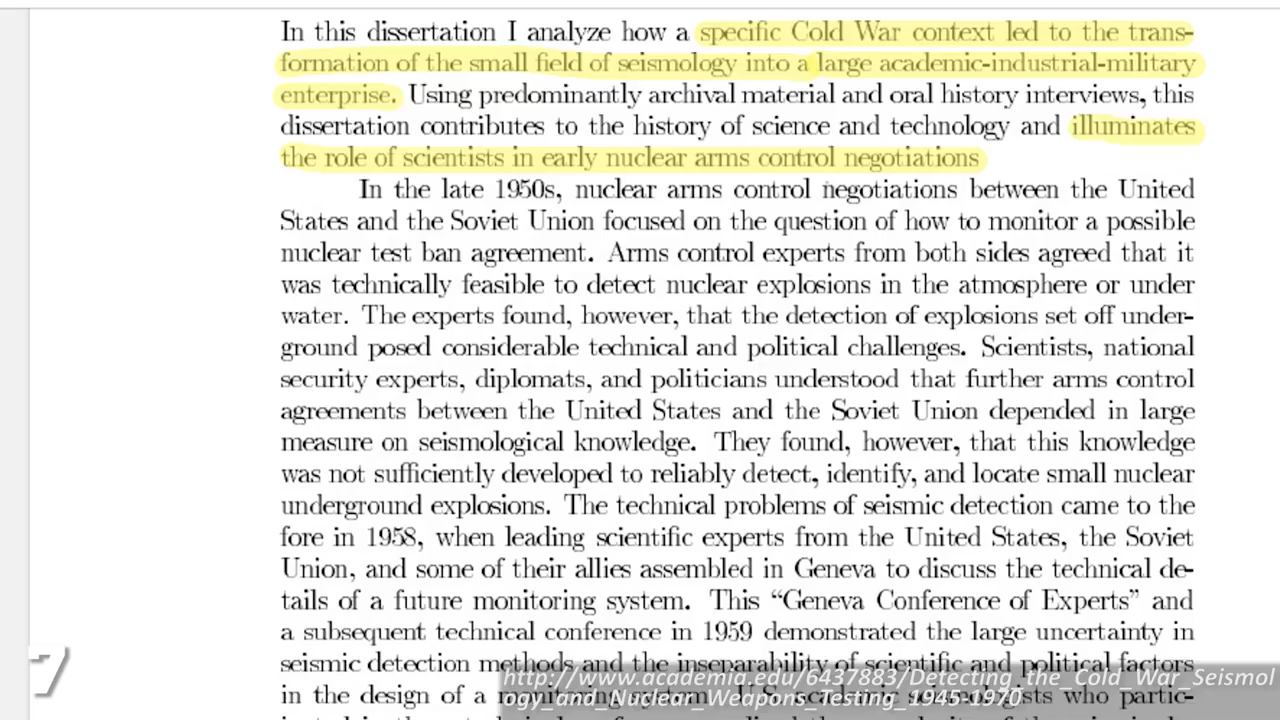 In this dissertation I analyze how a specific Cold War context led to the trans-
formation of the small field of seismology into a large academic-industrial-military
enterprise. Using predominantly archival material and oral history interviews, this
dissertation contributes to the history of science and technology and illuminates
the role of scientists in early nuclear arms control negotiations
In the late 1950s, nuclear arms control negotiations between the United
States and the Soviet Union focused on the question of how to monitor a possible
nuclear test ban agreement. Arms control experts from both sides agreed that it
was technically feasible to detect nuclear explosions in the atmosphere or under
water. The experts found, however, that the detection of explosions set off under-
ground posed considerable technical and political challenges. Scientists, national
security experts, diplomats, and politicians understood that further arms control
agreements between the United States and the Soviet Union depended in large
measure on seismological knowledge. They found, however, that this knowledge
was not sufficiently developed to reliably detect, identify, and locate small nuclear
underground explosions. The technical problems of seismic detection came to the
fore in 1958, when leading scientific experts from the United States, the Soviet
Union, and some of their allies assembled in Geneva to discuss the technical de-
tails of a future monitoring system. This “Geneva Conference of Experts” and
a subsequent technical conference in 1959 demonstrated the large uncertainty in
seismic detection methods and the inseparability of scientific and political factors
in the design of a monitoring system. U.S. academic who partic-
7
http://www.academia.edu/6437883/Detecting_the_Cold_War_Seismol
ogy_and_Nuclear_Weapons_Testing_1945-1970